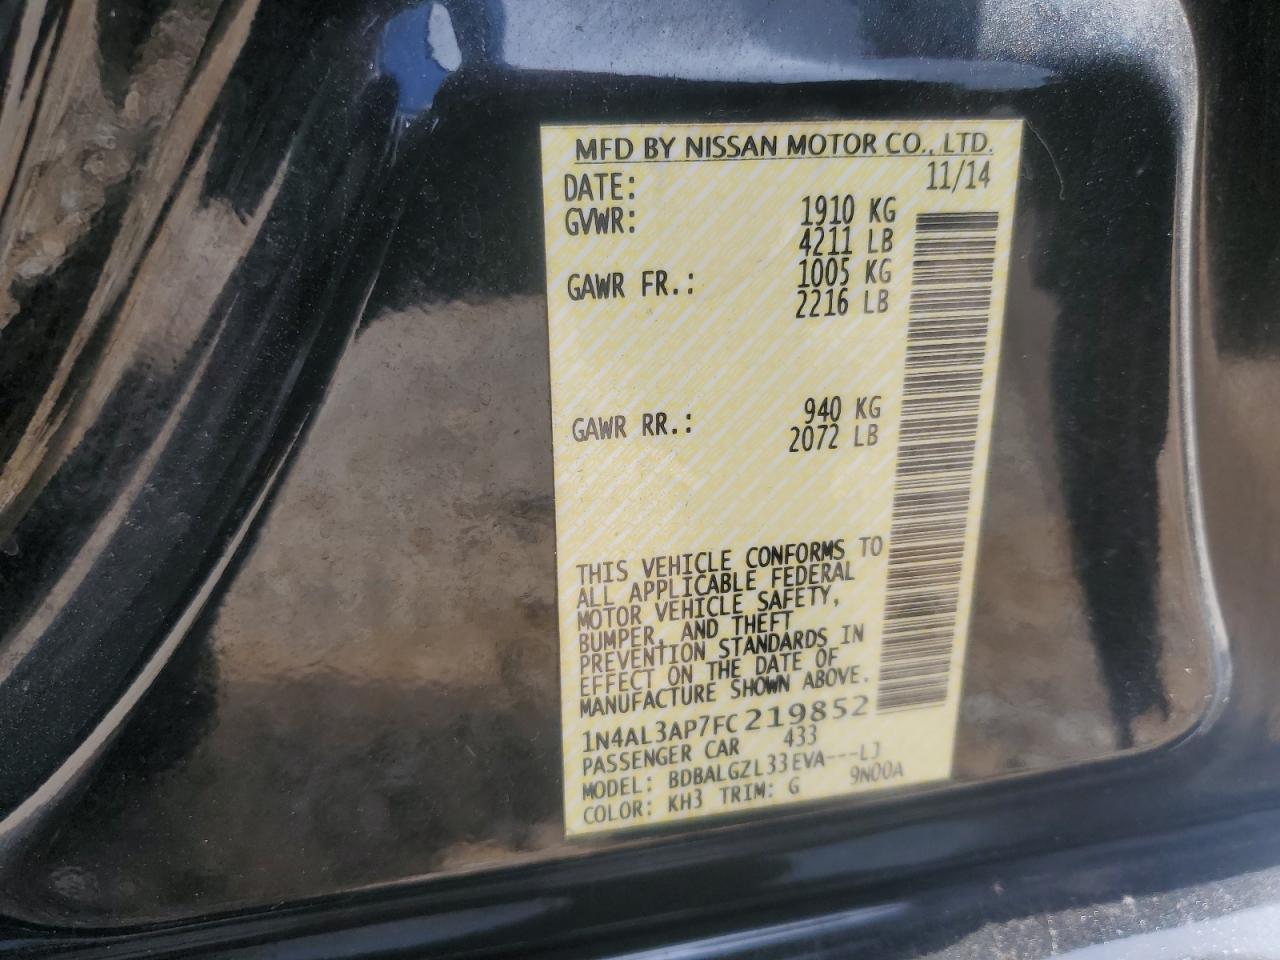 MFD BY NISSAN MOTOR CO., LTD.
DATE: 11/14
GVWR: 1910 KG
4211 LB
GAWR FR.: 1005 KG
2216 LB
GAWR RR.: 940 KG
2072 LB
THIS VEHICLE CONFORMS TO
ALL APPLICABLE FEDERAL
MOTOR VEHICLE SAFETY,
BUMPER, AND THEFT
PREVENTION STANDARDS IN
EFFECT ON THE DATE OF
MANUFACTURE SHOWN ABOVE.
1N4AL3AP7FC219852
PASSENGER CAR 433
MODEL: BDBALGZL33EVA---LJ
COLOR: KH3 TRIM: G 9N00A